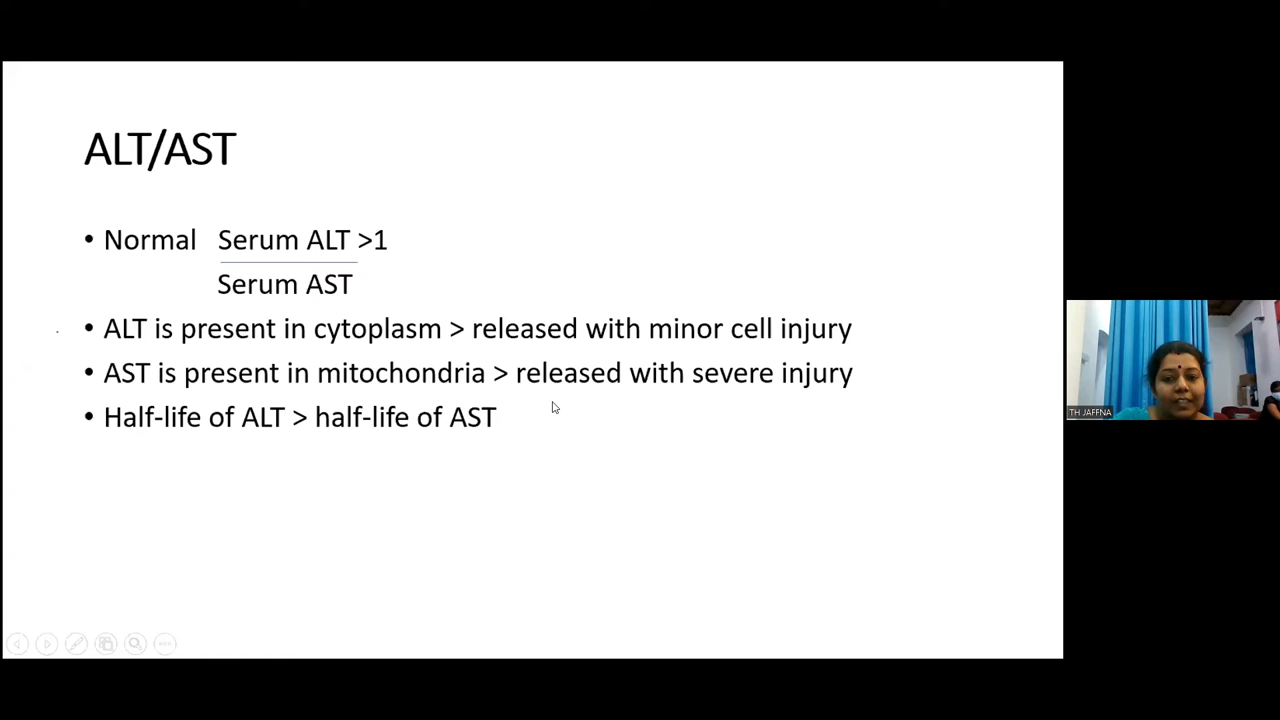 ALT/AST
• Normal Serum ALT >1
Serum AST
• ALT is present in cytoplasm > released with minor cell injury
• AST is present in mitochondria > released with severe injury
• Half-life of ALT > half-life of AST
TH JAFFNA